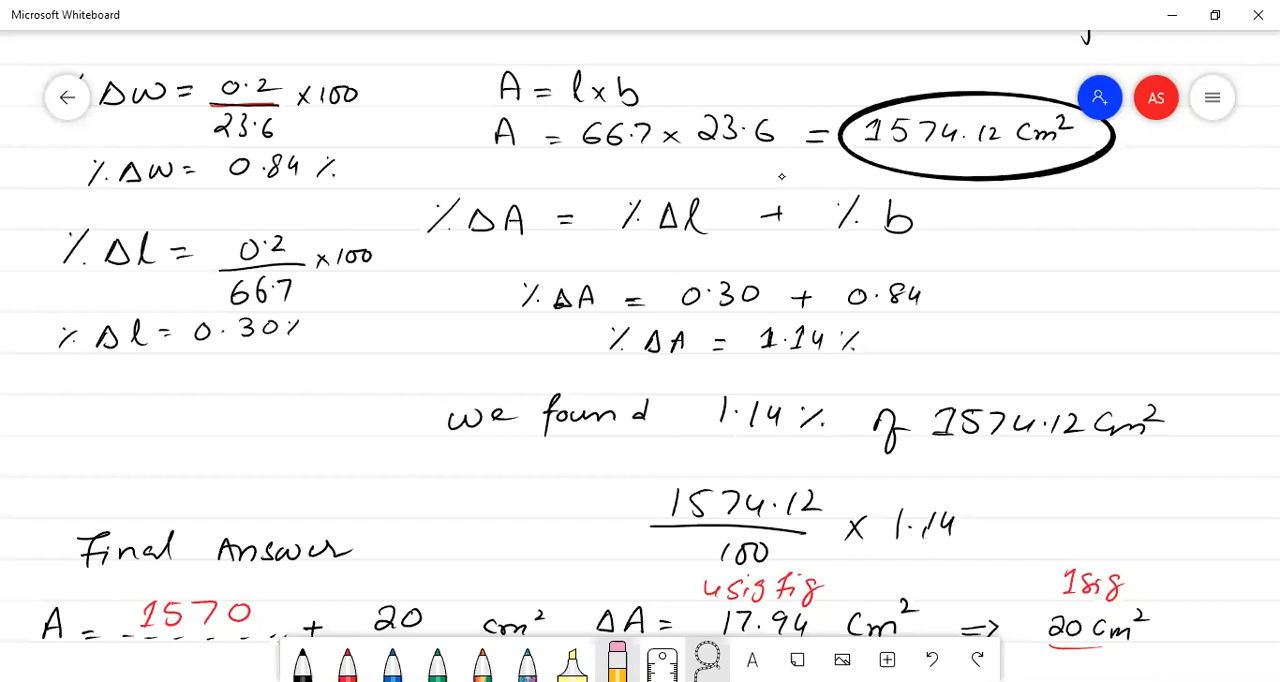 Microsoft Whiteboard
% ΔW = 0.2 / 23.6 × 100
% ΔW = 0.84 %
% Δl = 0.2 / 66.7 × 100
% Δl = 0.30%
A = l × b
A = 66.7 × 23.6 = 1574.12 Cm²
% ΔA = % Δl + % b
% ΔA = 0.30 + 0.84
% ΔA = 1.14 %
we found 1.14 % of 1574.12 Cm²
1574.12 / 100 × 1.14
Final Answer
4 sig fig
1 sig
A = 1570 + 20 cm²
ΔA = 17.94 Cm² => 20 cm²
AS
A